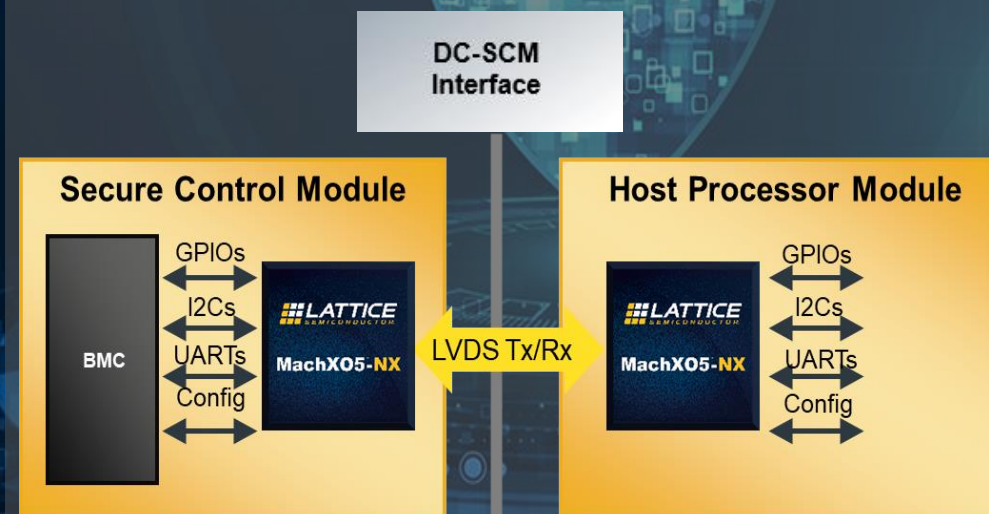 DC-SCM
Interface
Secure Control Module
Host Processor Module
GPIOs
I2Cs
UARTs
Config
BMC
LATTICE
SEMICONDUCTOR
MachXO5-NX
LVDS Tx/Rx
LATTICE
SEMICONDUCTOR
MachXO5-NX
GPIOs
I2Cs
UARTs
Config